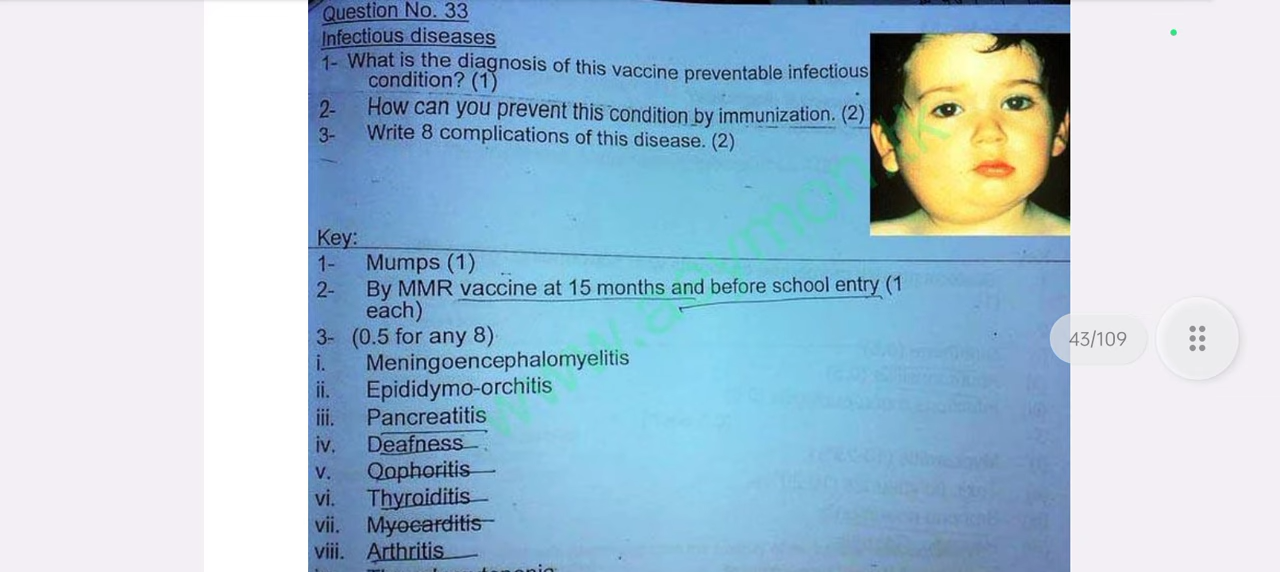 Question No. 33
Infectious diseases
1- What is the diagnosis of this vaccine preventable infectious
condition? (1)
2- How can you prevent this condition by immunization. (2)
3- Write 8 complications of this disease. (2)
Key:
1- Mumps (1)
2- By MMR vaccine at 15 months and before school entry (1
each)
3- (0.5 for any 8)
i. Meningoencephalomyelitis
ii. Epididymo-orchitis
iii. Pancreatitis
iv. Deafness
v. Oophoritis
vi. Thyroiditis
vii. Myocarditis
viii. Arthritis
43/109